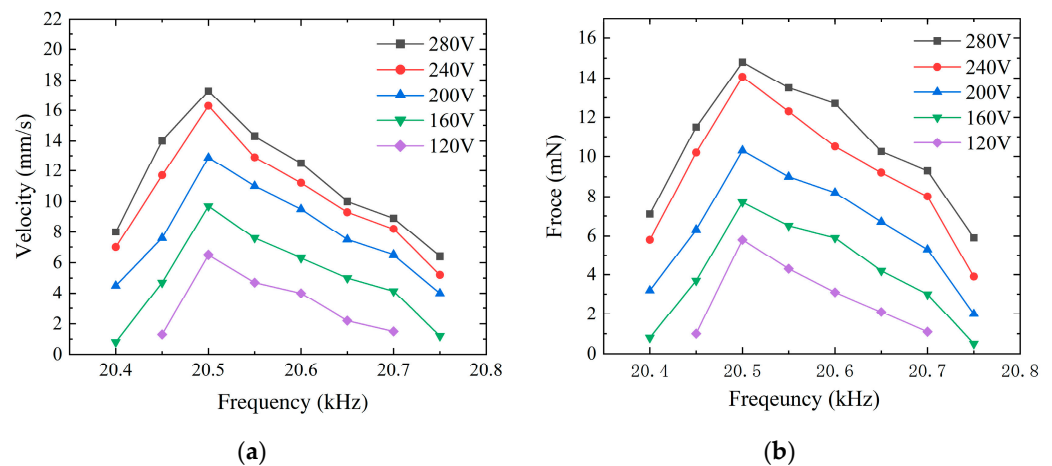 22
20
18
16
14
12
10
8
6
4
2
0
Velocity (mm/s)
280V
240V
200V
160V
120V
20.4 20.5 20.6 20.7 20.8
Frequency (kHz)
(a)
16
14
12
10
8
6
4
2
0
Froce (mN)
280V
240V
200V
160V
120V
20.4 20.5 20.6 20.7 20.8
Freqeuncy (kHz)
(b)